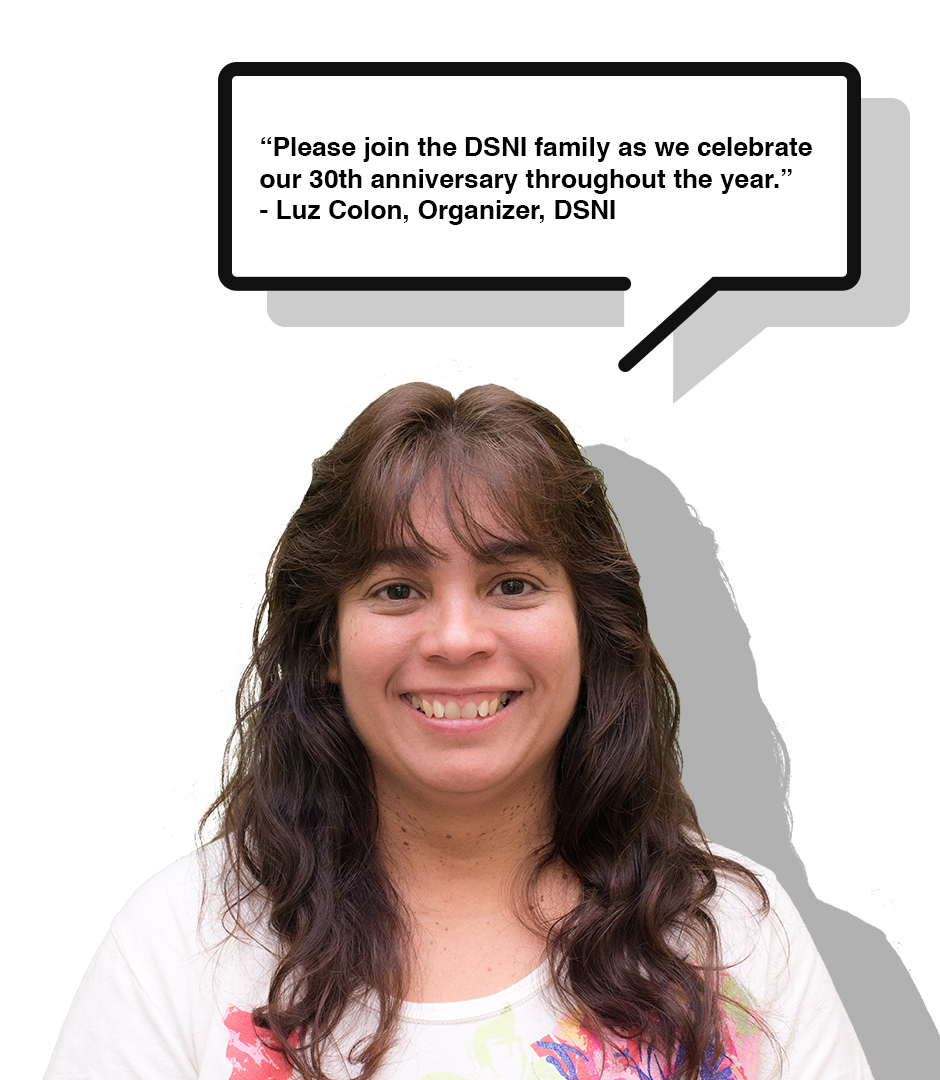 “Please join the DSNI family as we celebrate
our 30th anniversary throughout the year.”
- Luz Colon, Organizer, DSNI